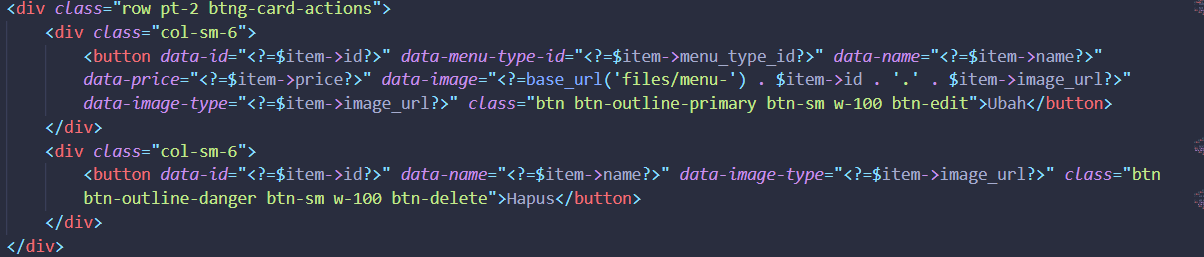 <div class="row pt-2 btng-card-actions">
<div class="col-sm-6">
<button data-id="<?=$item->id?>" data-menu-type-id="<?=$item->menu_type_id?>" data-name="<?=$item->name?>"
data-price="<?=$item->price?>" data-image="<?=base_url('files/menu-') . $item->id . '.' . $item->image_url?>"
data-image-type="<?=$item->image_url?>" class="btn btn-outline-primary btn-sm w-100 btn-edit">Ubah</button>
</div>
<div class="col-sm-6">
<button data-id="<?=$item->id?>" data-name="<?=$item->name?>" data-image-type="<?=$item->image_url?>" class="btn
btn-outline-danger btn-sm w-100 btn-delete">Hapus</button>
</div>
</div>